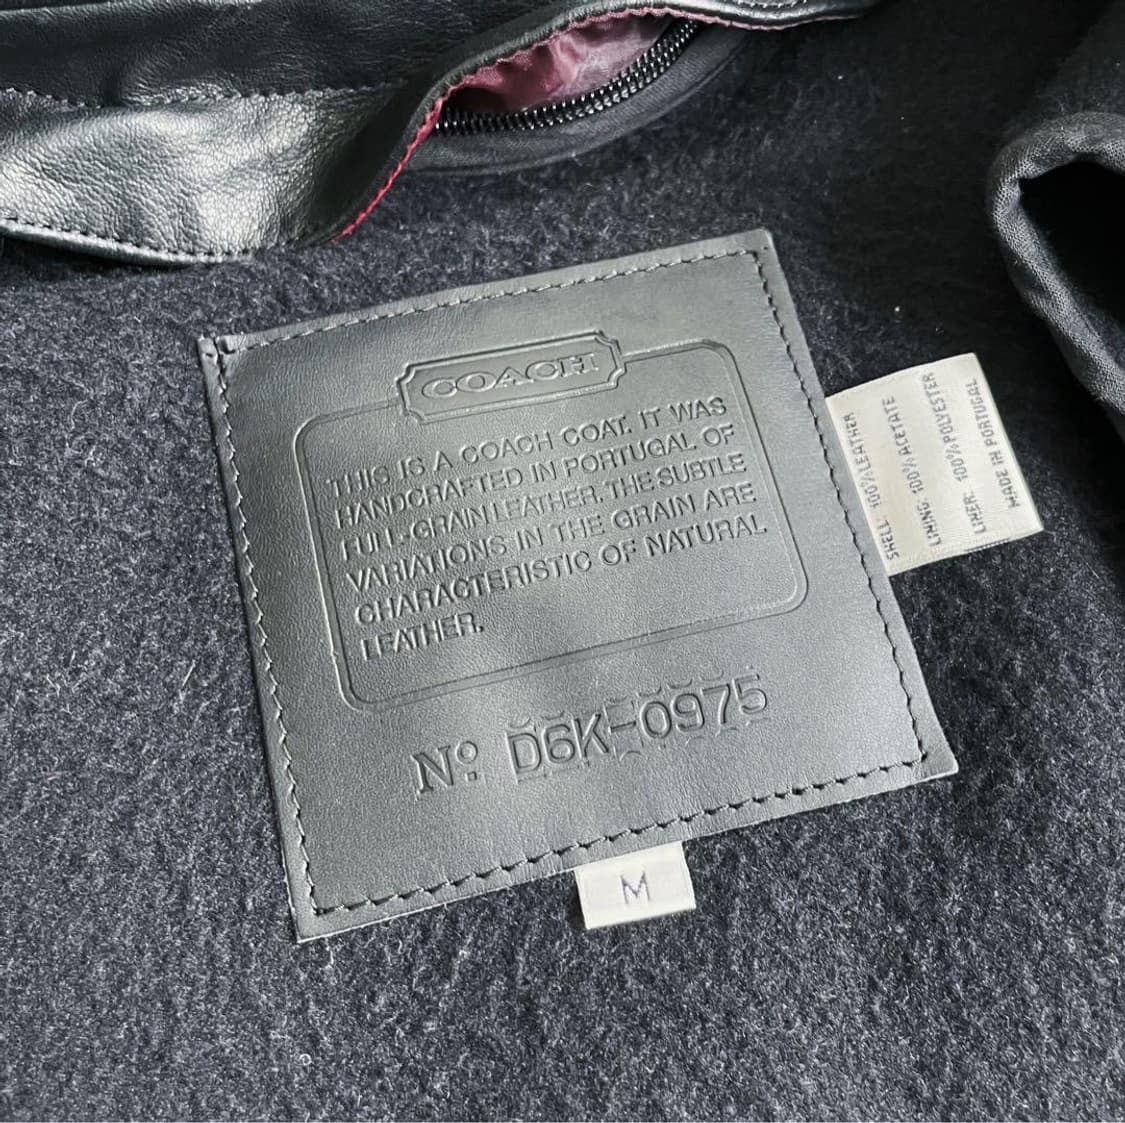 COACH
THIS IS A COACH COAT. IT WAS
HANDCRAFTED IN PORTUGAL OF
FULL-GRAIN LEATHER. THE SUBTLE
VARIATIONS IN THE GRAIN ARE
CHARACTERISTIC OF NATURAL
LEATHER.
Nº: D6K-0975
M
SHELL: 100%LEATHER
LINING: 100%ACETATE
LINER: 100%POLYESTER
MADE IN PORTUGAL